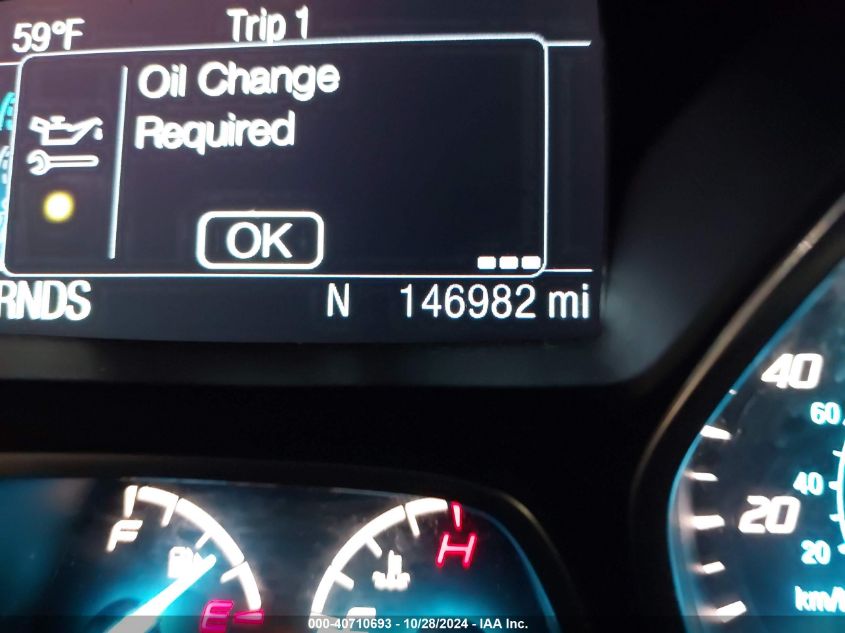 59°F Trip 1
Oil Change
Required
OK
RNDS N 146982 mi
40
60
40
20
20
km/
F
H
E
000-40710693 - 10/28/2024 - IAA Inc.